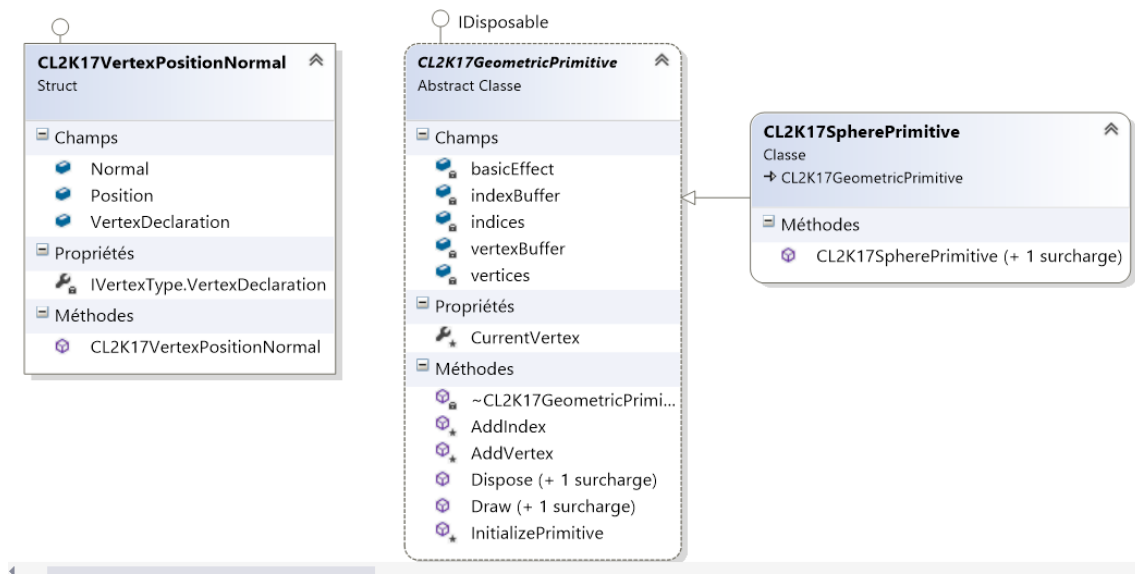 CL2K17VertexPositionNormal
Struct
Champs
Normal
Position
VertexDeclaration
Propriétés
IVertexType.VertexDeclaration
Méthodes
CL2K17VertexPositionNormal
IDisposable
CL2K17GeometricPrimitive
Abstract Classe
Champs
basicEffect
indexBuffer
indices
vertexBuffer
vertices
Propriétés
CurrentVertex
Méthodes
~CL2K17GeometricPrimi...
AddIndex
AddVertex
Dispose (+ 1 surcharge)
Draw (+ 1 surcharge)
InitializePrimitive
CL2K17SpherePrimitive
Classe
CL2K17GeometricPrimitive
Méthodes
CL2K17SpherePrimitive (+ 1 surcharge)